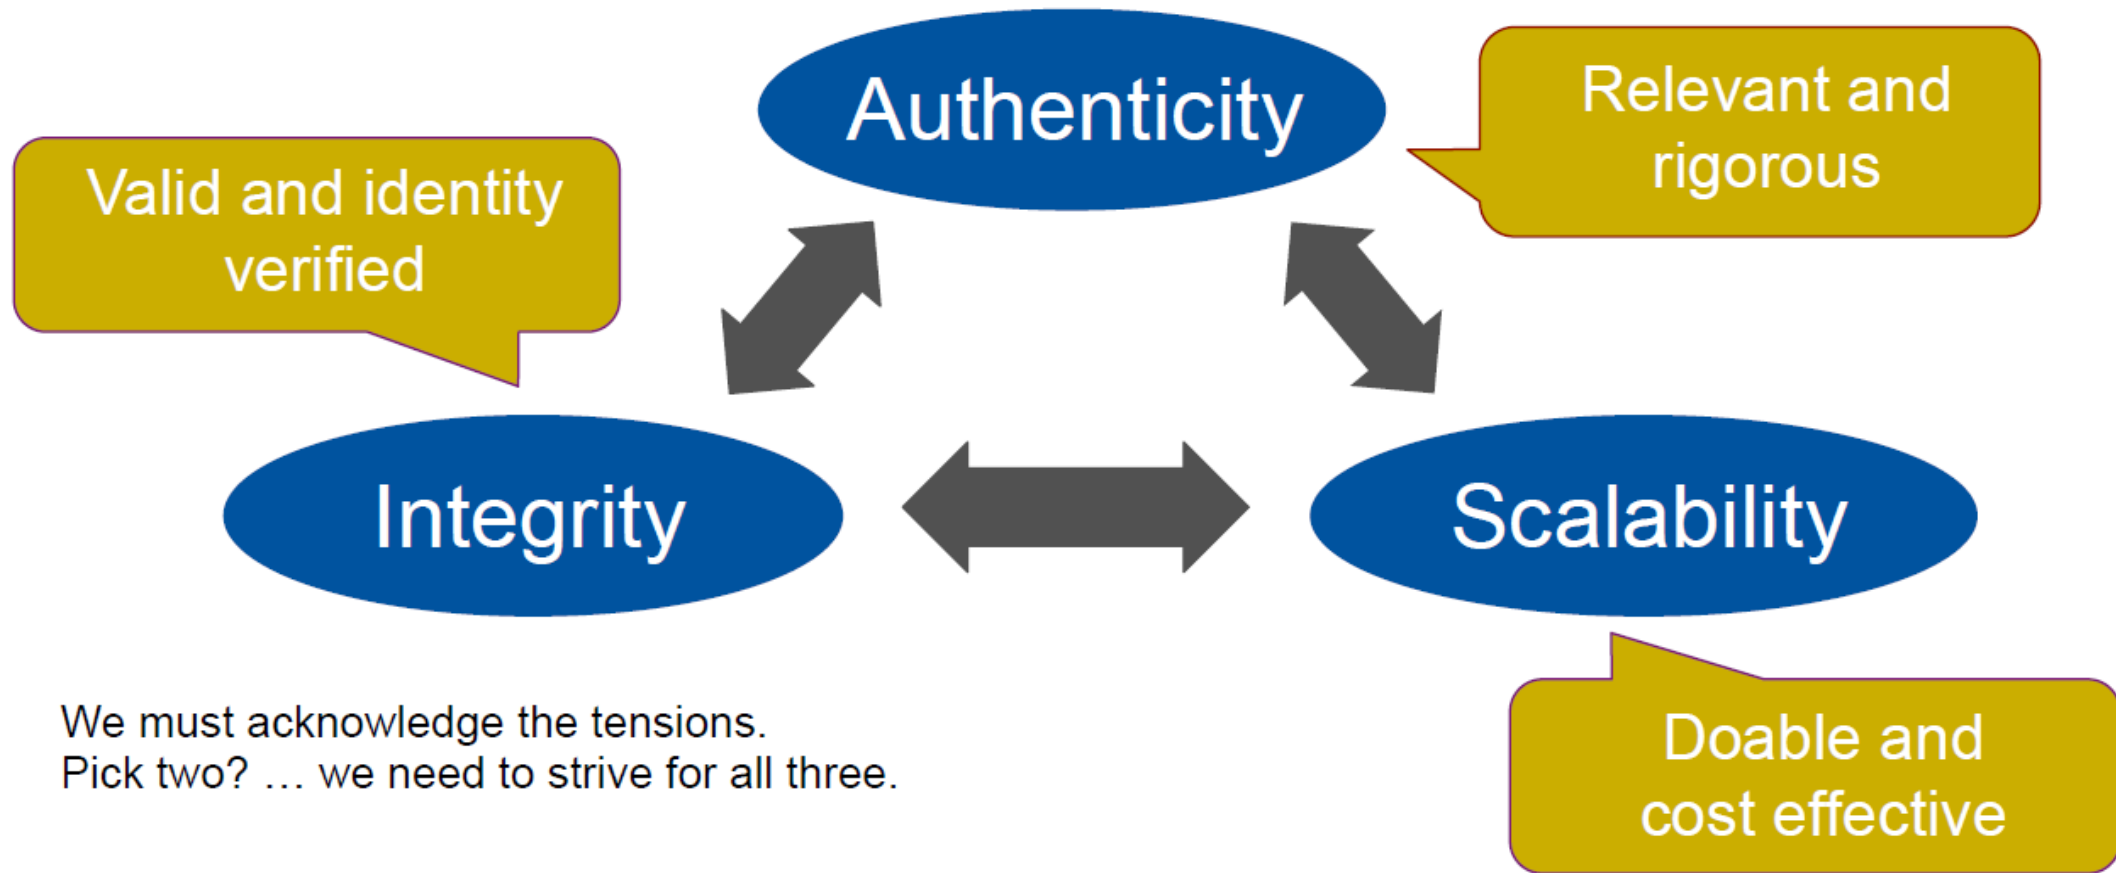 Authenticity
Relevant and
rigorous
Valid and identity
verified
Integrity
Scalability
We must acknowledge the tensions.
Pick two? ... we need to strive for all three.
Doable and
cost effective